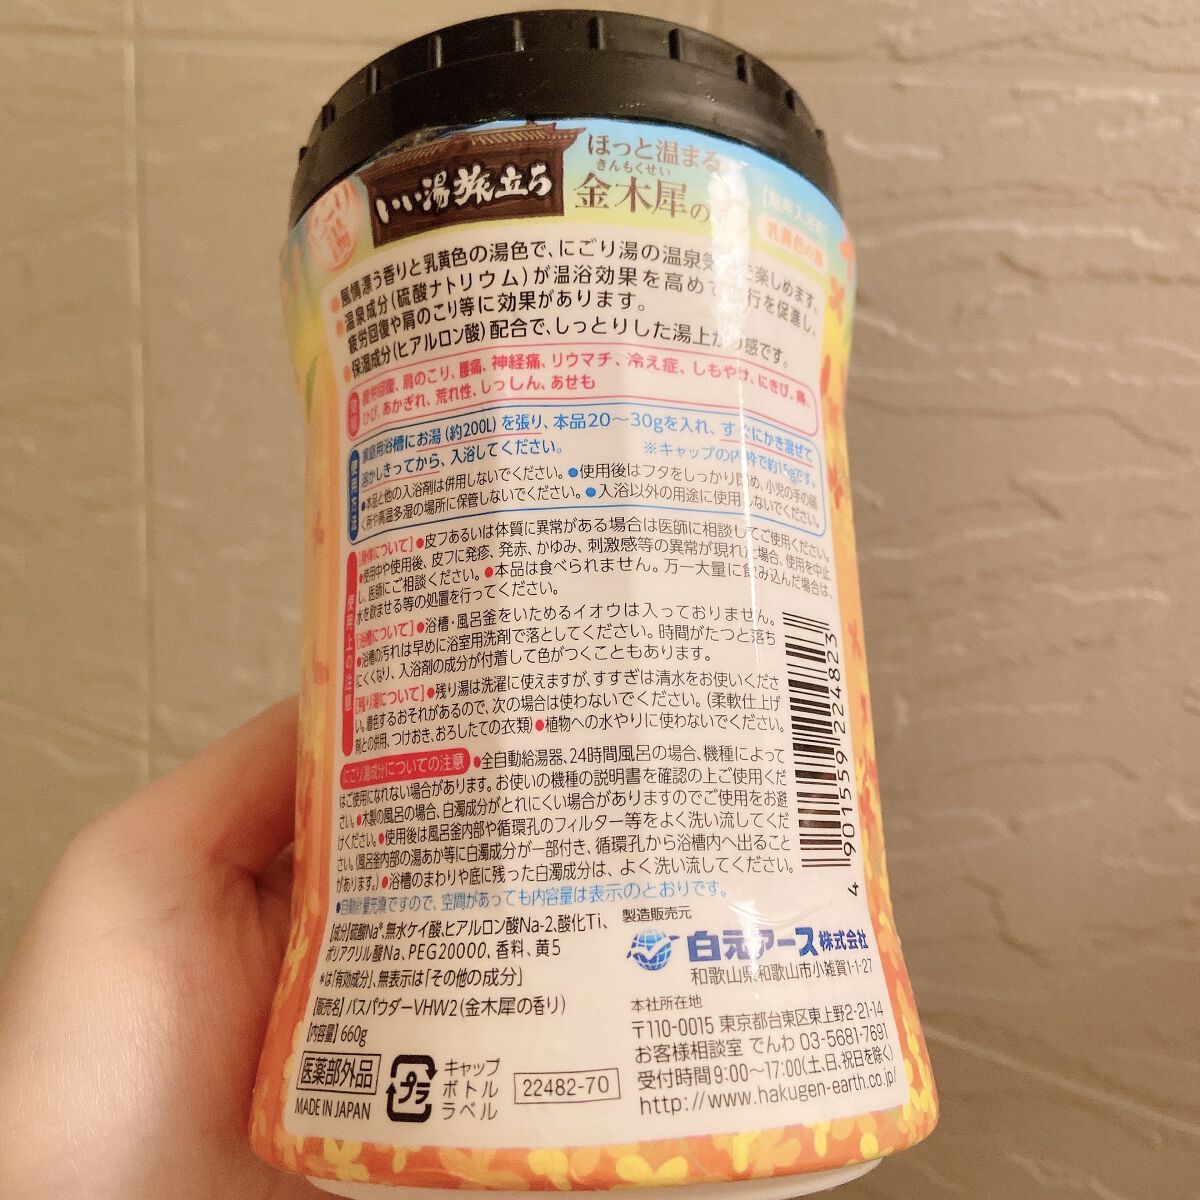 にごり湯
いい湯旅立ち
ほっと温まる
きんもくせい
金木犀の
【薬用入浴剤】
乳黄色の湯
●風情漂う香りと乳黄色の湯色で、にごり湯の温泉気 楽しめます。
●温泉成分(硫酸ナトリウム)が温浴効果を高めて血行を促進し、
疲労回復や肩のこり等に効果があります。
●保湿成分(ヒアルロン酸)配合で、しっとりした湯上がり感です。
効能
疲労回復、肩のこり、腰痛、神経痛、リウマチ、冷え症、しもやけ、にきび、痔、
ひび、あかぎれ、荒れ性、しっしん、あせも
使用方法
家庭用浴槽にお湯(約200L)を張り、本品20~30gを入れ、すぐにかき混ぜて
溶かしきってから、入浴してください。 ※キャップの内枠で約15gです。
●本品と他の入浴剤は併用しないでください。●使用後はフタをしっかり閉め、小児の手の届
く所や高温多湿の場所に保管しないでください。●入浴以外の用途に使用しないでください。
使用上の注意
[身体について]●皮フあるいは体質に異常がある場合は医師に相談してご使用ください。
●使用中や使用後、皮フに発疹、発赤、かゆみ、刺激感等の異常が現れた場合、使用を中止
し、医師にご相談ください。●本品は食べられません。万一大量に飲み込んだ場合は、
水を飲ませる等の処置を行ってください。
[浴槽について]●浴槽・風呂釜をいためるイオウは入っておりません。
●浴槽の汚れは早めに浴室用洗剤で落としてください。時間がたつと落ち
にくくなり、入浴剤の成分が付着して色がつくこともあります。
[残り湯について]●残り湯は洗濯に使えますが、すすぎは清水をお使いくださ
い。着色するおそれがあるので、次の場合は使わないでください。(柔軟仕上げ
剤との併用、つけおき、おろしたての衣類)●植物への水やりに使わないでください。
にごり湯成分についての注意 ●全自動給湯器、24時間風呂の場合、機種によって
はご使用になれない場合があります。お使いの機種の説明書を確認の上ご使用くだ
さい。●木製の風呂の場合、白濁成分がとれにくい場合がありますのでご使用をお避
けください。●使用後は風呂釜内部や循環孔のフィルター等をよく洗い流してくだ
さい。(風呂釜内部の湯あか等に白濁成分が一部付き、循環孔から浴槽内へ出ること
があります。)●浴槽のまわりや底に残った白濁成分は、よく洗い流してください。
●自動計量充填ですので、空間があっても内容量は表示のとおりです。
4 901559 224823
[成分]硫酸Na*、無水ケイ酸、ヒアルロン酸Na-2、酸化Ti、
ポリアクリル酸Na、PEG20000、香料、黄5
*は「有効成分」、無表示は「その他の成分」
[販売名]バスパウダーVHW2(金木犀の香り)
[内容量]660g
医薬部外品
MADE IN JAPAN
プラ
キャップ
ボトル
ラベル
22482-70
製造販売元
白元アース株式会社
和歌山県和歌山市小雑賀1-1-27
本社所在地
〒110-0015 東京都台東区東上野2-21-14
お客様相談室 でんわ 03-5681-7691
受付時間 9:00~17:00(土、日、祝日を除く)
http://www.hakugen-earth.co.jp/